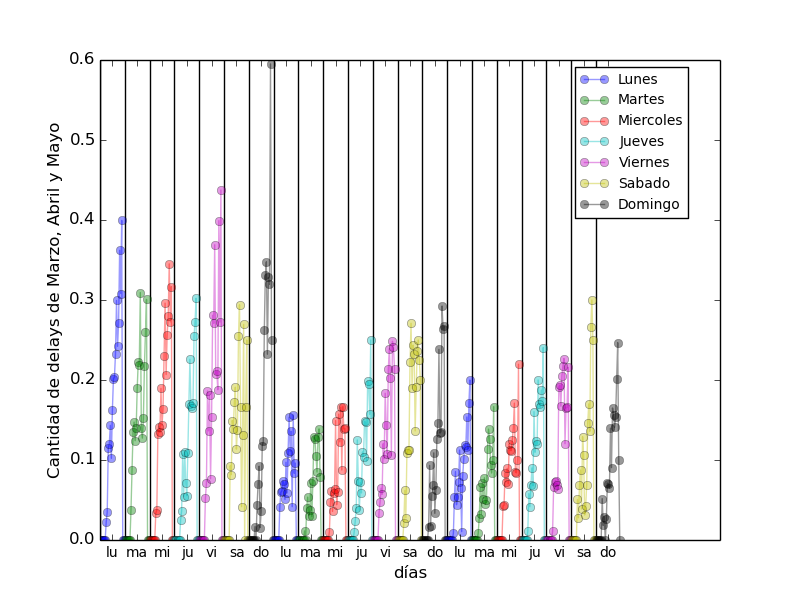 0.6
0.5
0.4
0.3
0.2
0.1
0.0
Cantidad de delays de Marzo, Abril y Mayo
Lunes
Martes
Miercoles
Jueves
Viernes
Sabado
Domingo
lu ma mi ju vi sa do lu ma mi ju vi sa do lu ma mi ju vi sa do
días